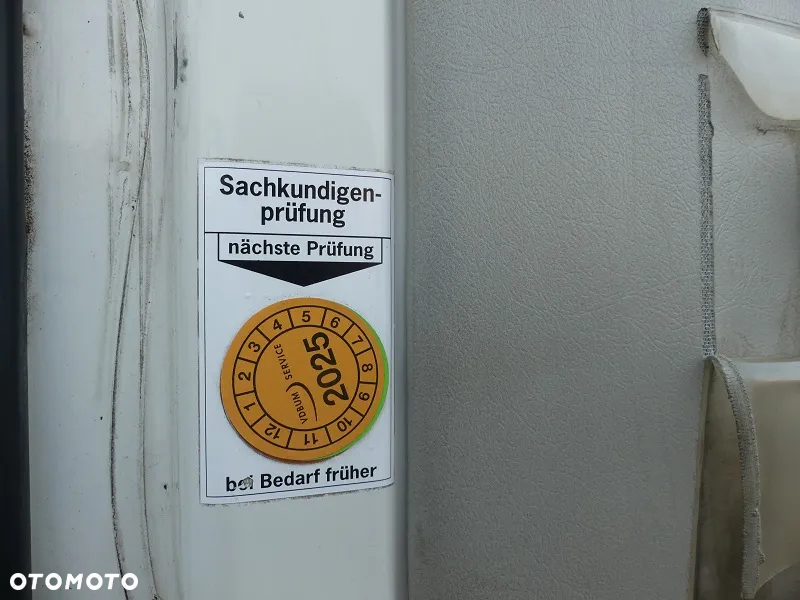 Sachkundigen-
prüfung
nächste Prüfung
1 2 3 4 5 6 7 8 9 10 11 12
VDBUM SERVICE
2025
bei Bedarf früher
OTOMOTO